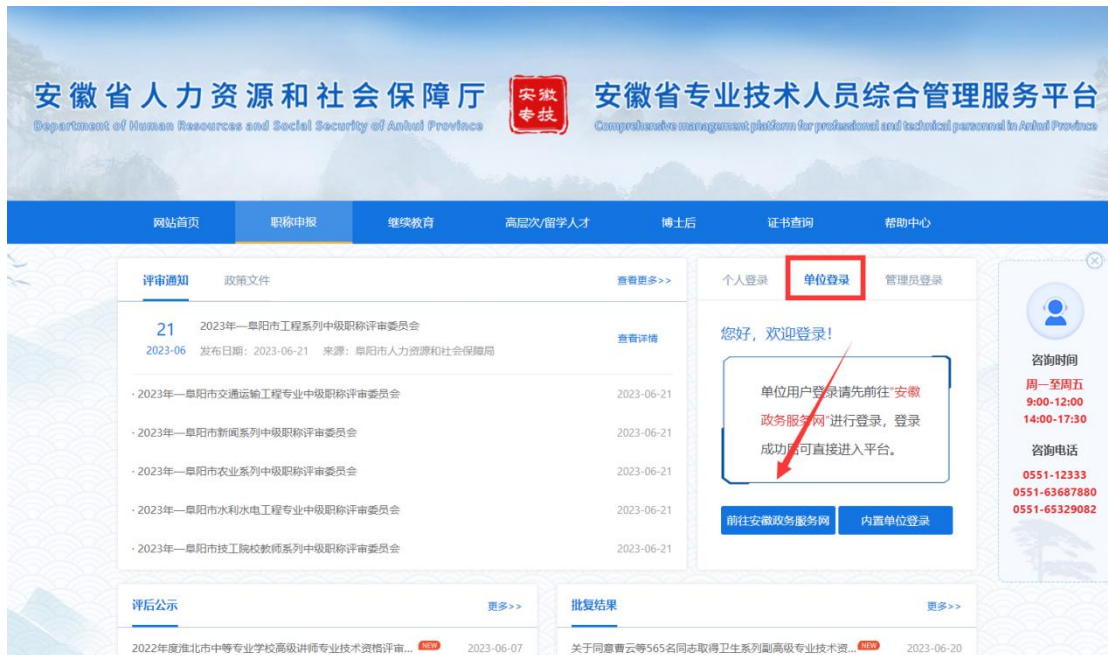 安徽省人力资源和社会保障厅
Department of Human Resources and Social Security of Anhui Province
安徽
专技
安徽省专业技术人员综合管理服务平台
Comprehensive management platform for professional and technical personnel in Anhui Province
网站首页 职称申报 继续教育 高层次/留学人才 博士后 证书查询 帮助中心
评审通知 政策文件 查看更多>>
21
2023-06
2023年—阜阳市工程系列中级职称评审委员会
发布日期：2023-06-21 来源：阜阳市人力资源和社会保障局
查看详情
·2023年—阜阳市交通运输工程专业中级职称评审委员会 2023-06-21
·2023年—阜阳市新闻系列中级职称评审委员会 2023-06-21
·2023年—阜阳市农业系列中级职称评审委员会 2023-06-21
·2023年—阜阳市水利水电工程专业中级职称评审委员会 2023-06-21
·2023年—阜阳市技工院校教师系列中级职称评审委员会 2023-06-21
个人登录 单位登录 管理员登录
您好，欢迎登录！
单位用户登录请先前往"安徽
政务服务网"进行登录，登录
成功后可直接进入平台。
前往安徽政务服务网 内置单位登录
咨询时间
周一至周五
9:00-12:00
14:00-17:30
咨询电话
0551-12333
0551-63687880
0551-65329082
评后公示 更多>>
2022年度淮北市中等专业学校高级讲师专业技术资格评审... NEW 2023-06-07
批复结果 更多>>
关于同意曹云等565名同志取得卫生系列副高级专业技术资... NEW 2023-06-20